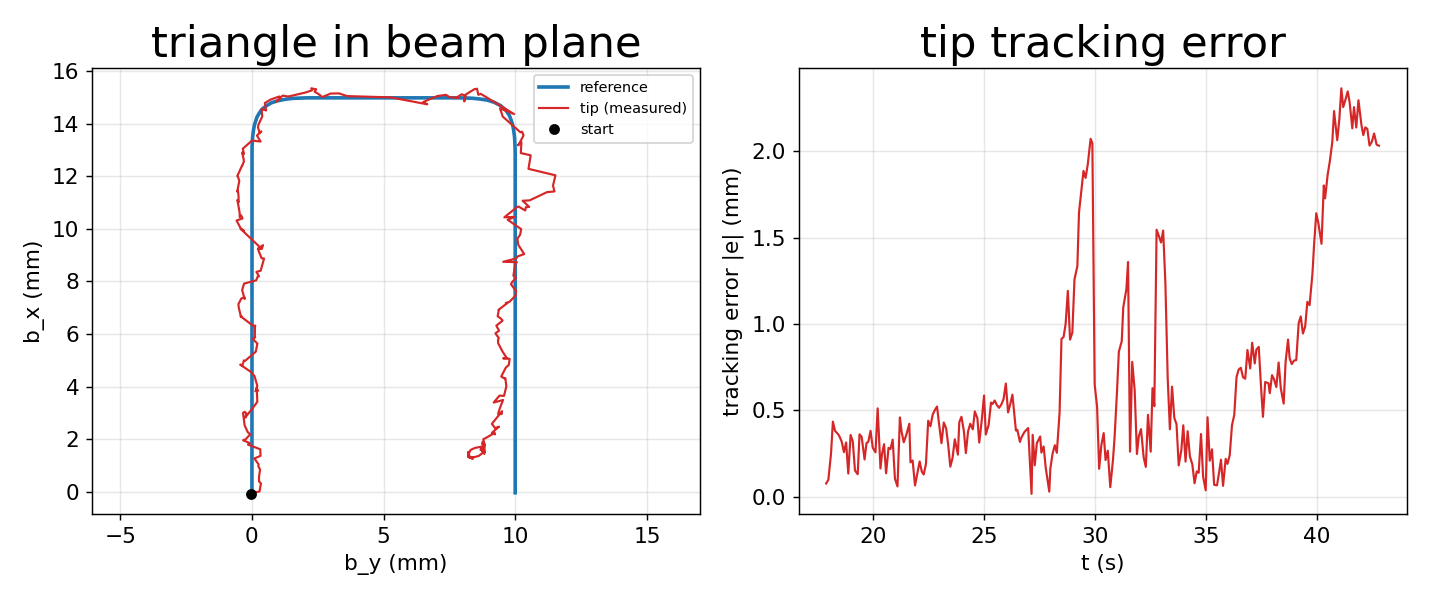 triangle in beam plane
16
14
12
10
8
6
4
2
0
b_x (mm)
−5
0
5
10
15
b_y (mm)
reference
tip (measured)
start
tip tracking error
2.0
1.5
1.0
0.5
0.0
tracking error |e| (mm)
20
25
30
35
40
t (s)